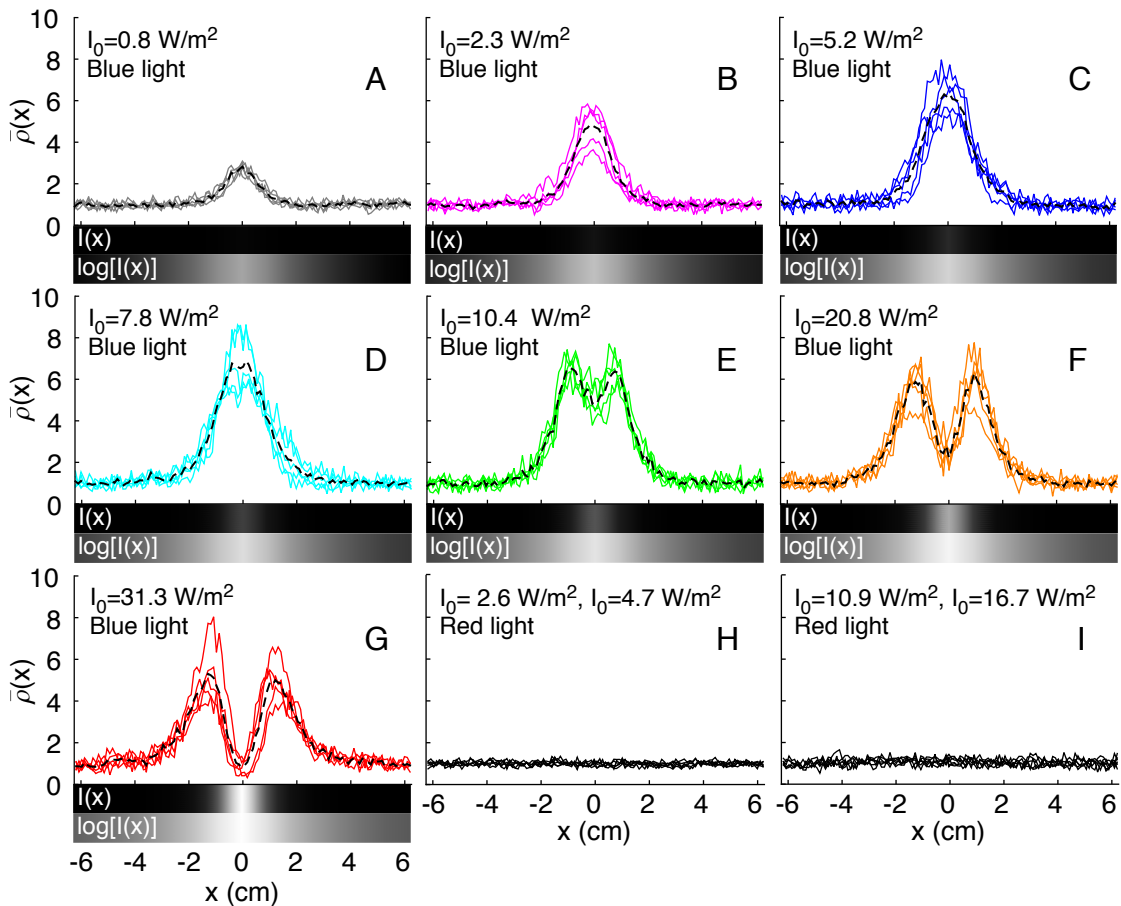 10
8
6
4
2
0
ρ̄(x)
I0=0.8 W/m²
Blue light
A
I(x)
log[I(x)]
I0=2.3 W/m²
Blue light
B
I(x)
log[I(x)]
I0=5.2 W/m²
Blue light
C
I(x)
log[I(x)]
10
8
6
4
2
0
ρ̄(x)
I0=7.8 W/m²
Blue light
D
I(x)
log[I(x)]
I0=10.4 W/m²
Blue light
E
I(x)
log[I(x)]
I0=20.8 W/m²
Blue light
F
I(x)
log[I(x)]
10
8
6
4
2
0
ρ̄(x)
I0=31.3 W/m²
Blue light
G
I(x)
log[I(x)]
-6 -4 -2 0 2 4 6
x (cm)
I0= 2.6 W/m², I0=4.7 W/m²
Red light
H
-6 -4 -2 0 2 4 6
x (cm)
I0=10.9 W/m², I0=16.7 W/m²
Red light
I
-6 -4 -2 0 2 4 6
x (cm)